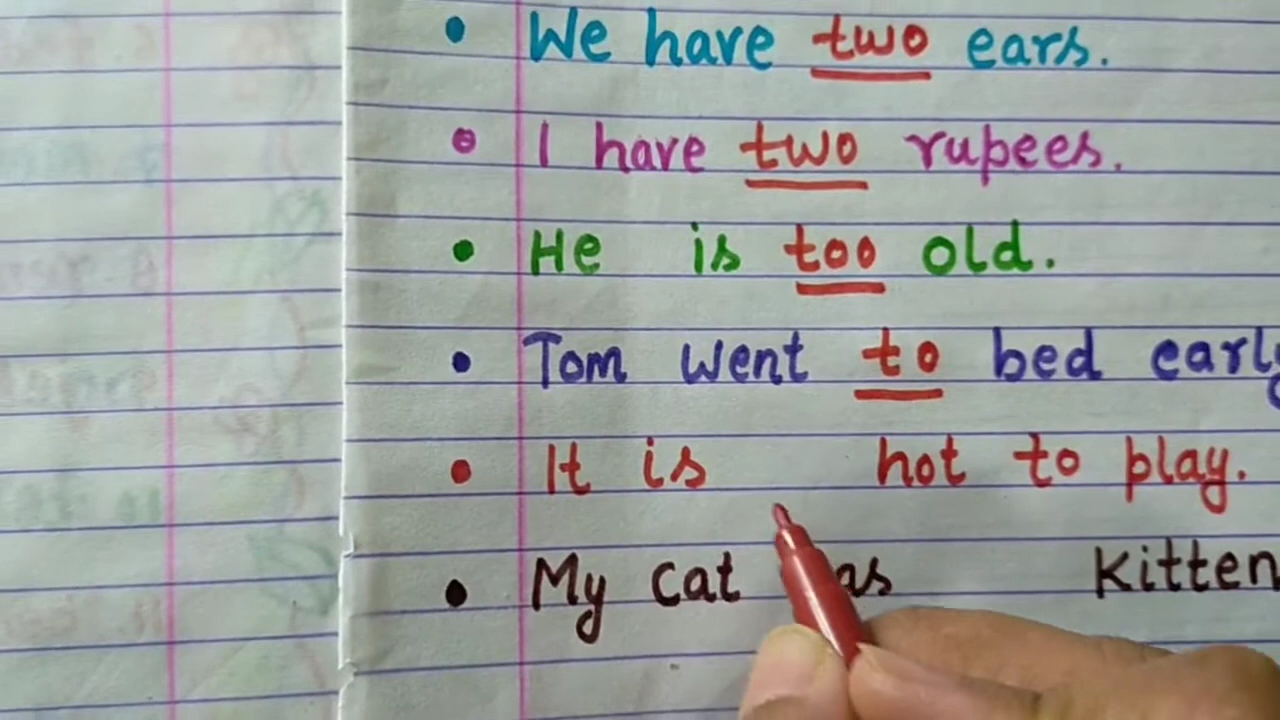 We have two ears.
I have two rupees.
He is too old.
Tom went to bed early
It is hot to play.
My cat Kitten